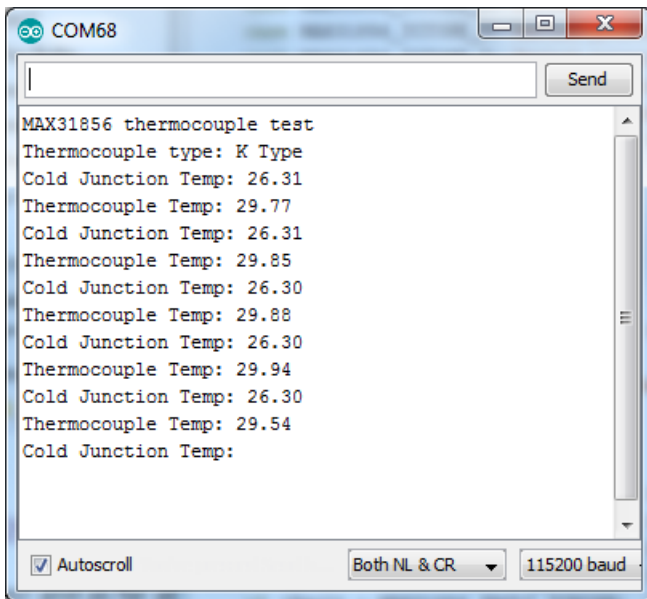 COM68
Send
MAX31856 thermocouple test
Thermocouple type: K Type
Cold Junction Temp: 26.31
Thermocouple Temp: 29.77
Cold Junction Temp: 26.31
Thermocouple Temp: 29.85
Cold Junction Temp: 26.30
Thermocouple Temp: 29.88
Cold Junction Temp: 26.30
Thermocouple Temp: 29.94
Cold Junction Temp: 26.30
Thermocouple Temp: 29.54
Cold Junction Temp:
Autoscroll
Both NL & CR
115200 baud